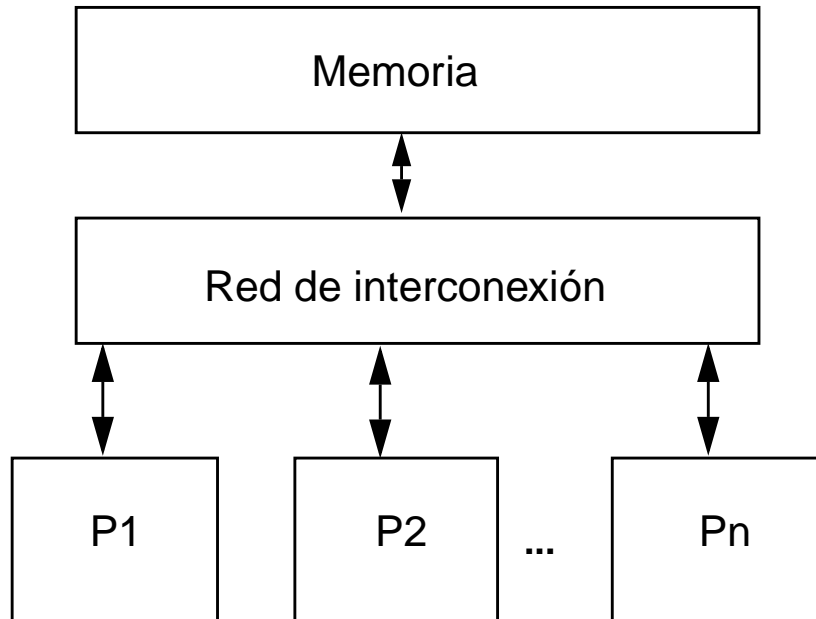 Memoria
Red de interconexión
P1 P2 ... Pn